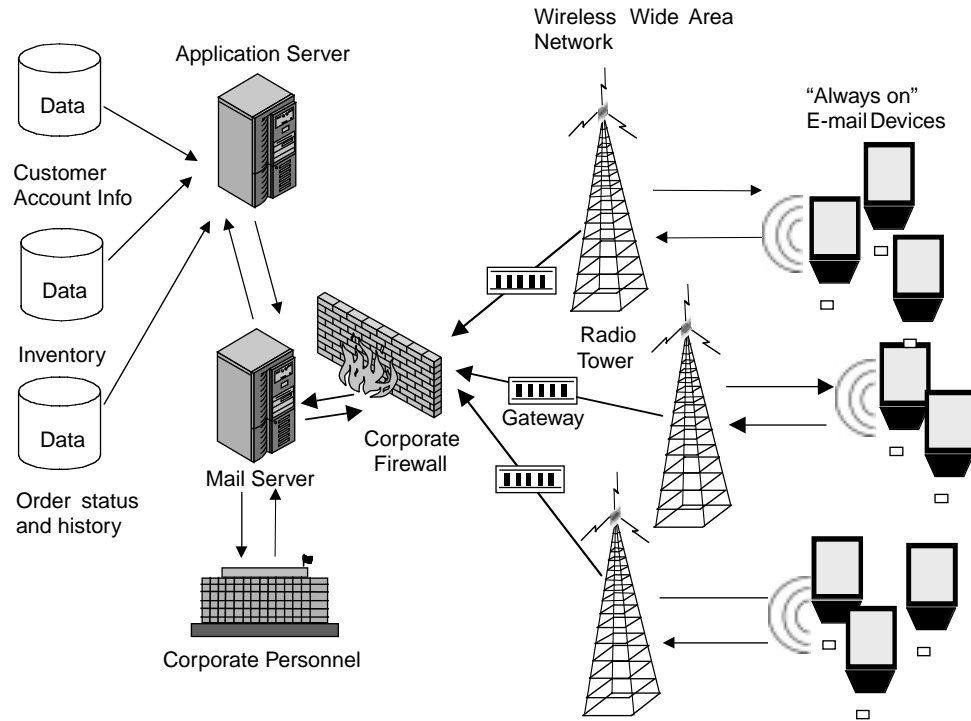 Wireless Wide Area
Network
Application Server
"Always on"
E-mail Devices
Data
Customer
Account Info
Data
Inventory
Radio
Tower
Gateway
Data
Corporate
Firewall
Mail Server
Order status
and history
Corporate Personnel